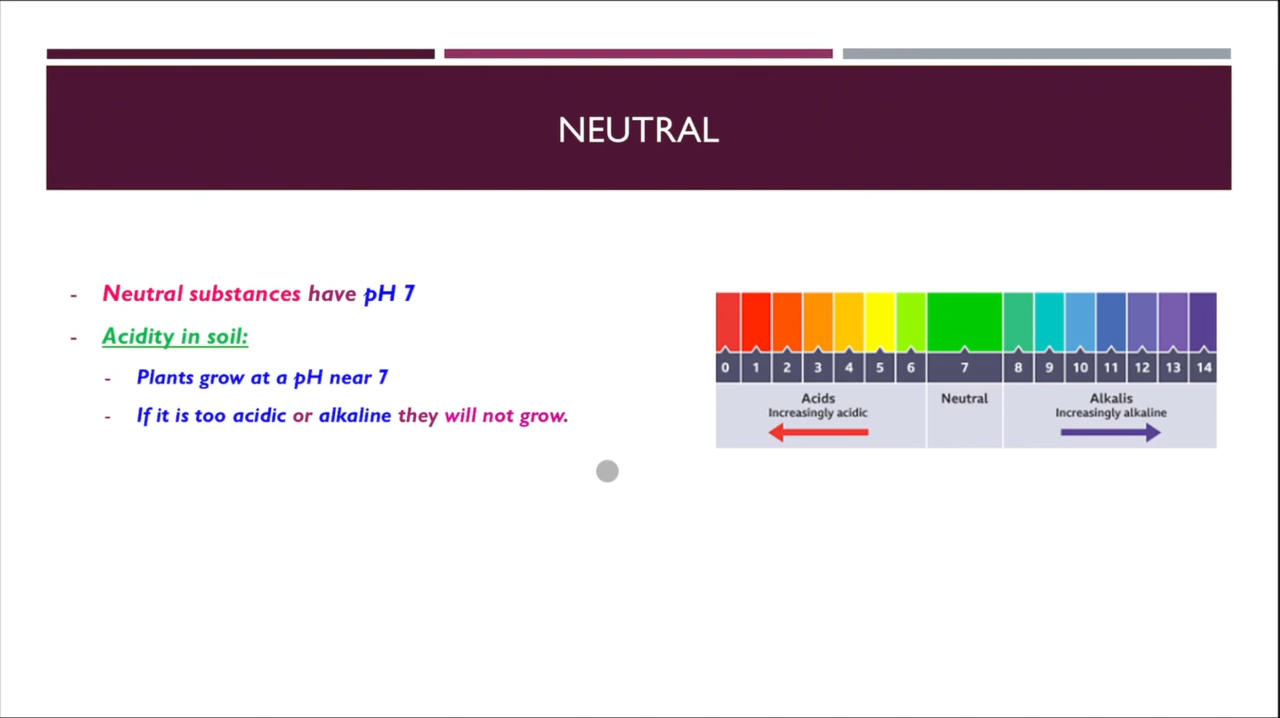 NEUTRAL
- Neutral substances have pH 7
- Acidity in soil:
- Plants grow at a pH near 7
- If it is too acidic or alkaline they will not grow.
0 1 2 3 4 5 6 7 8 9 10 11 12 13 14
Acids Neutral Alkalis
Increasingly acidic Increasingly alkaline